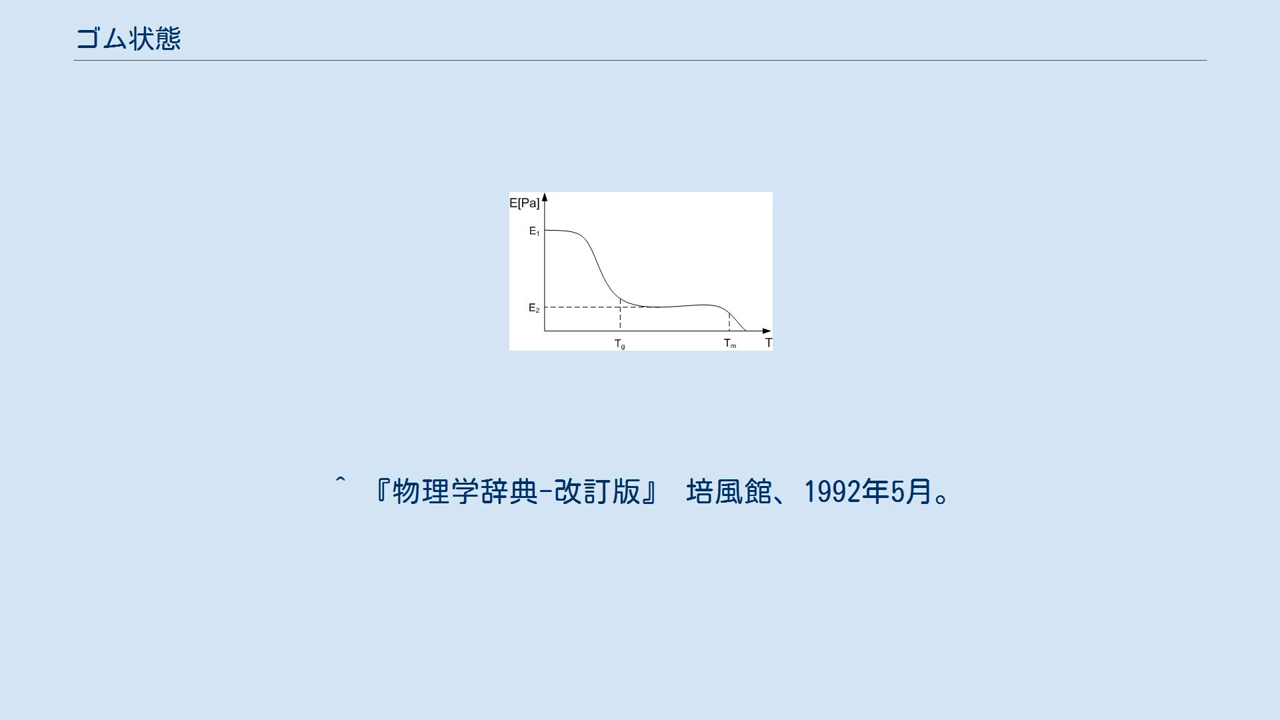 ゴム状態
E[Pa]
E1
E2
Tg
Tm
T
^ 『物理学辞典-改訂版』 培風館、1992年5月。